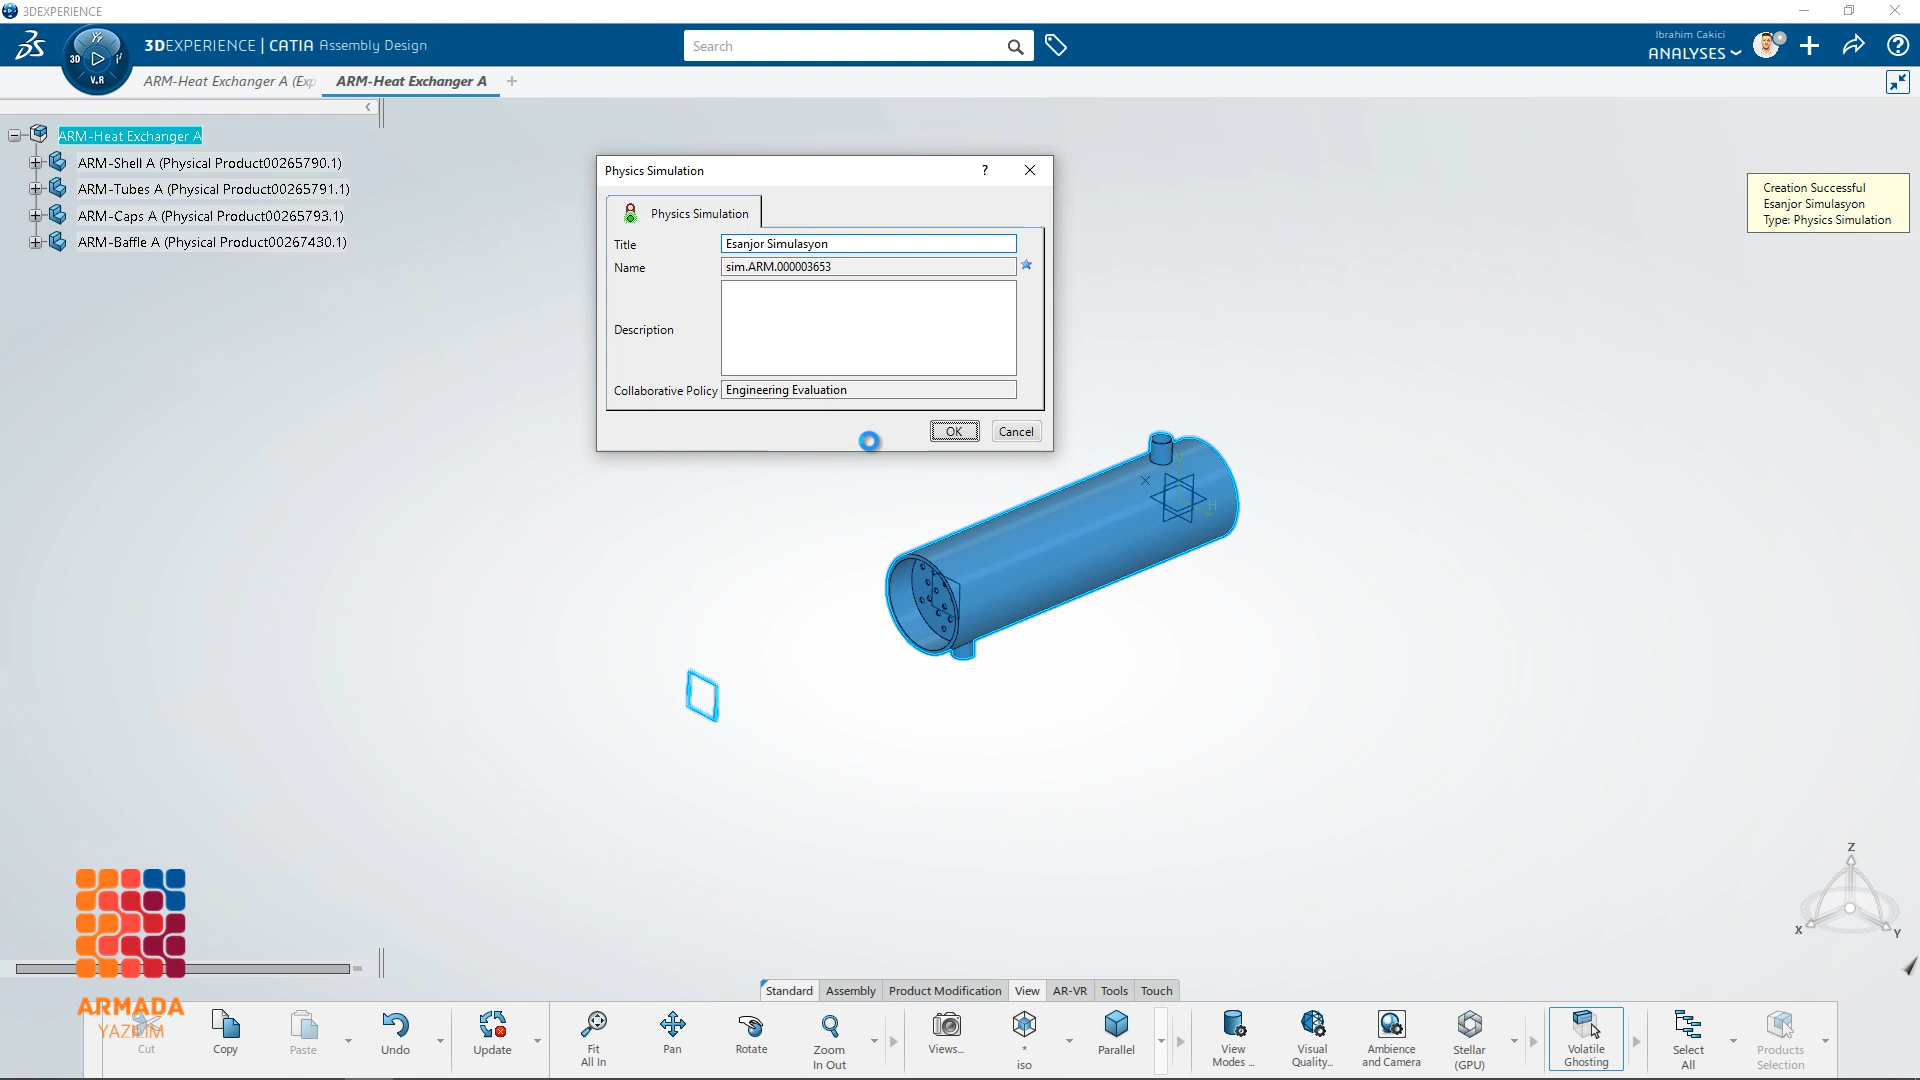 3DEXPERIENCE
3DEXPERIENCE | CATIA Assembly Design
Search
Ibrahim Cakici
ANALYSES
3D
V.R
ARM-Heat Exchanger A (Exp
ARM-Heat Exchanger A
+
ARM-Heat Exchanger A
ARM-Shell A (Physical Product00265790.1)
ARM-Tubes A (Physical Product00265791.1)
ARM-Caps A (Physical Product00265793.1)
ARM-Baffle A (Physical Product00267430.1)
Physics Simulation
?
Physics Simulation
Title
Esanjor Simulasyon
Name
sim.ARM.000003653
Description
Collaborative Policy
Engineering Evaluation
OK
Cancel
Creation Successful
Esanjor Simulasyon
Type: Physics Simulation
H
Z
X
Y
ARMADA
YAZILIM
Standard
Assembly
Product Modification
View
AR-VR
Tools
Touch
Cut
Copy
Paste
Undo
Update
Fit
All In
Pan
Rotate
Zoom
In Out
Views...
*
iso
Parallel
View
Modes ...
Visual
Quality...
Ambience
and Camera
Stellar
(GPU)
Volatile
Ghosting
Select
All
Products
Selection